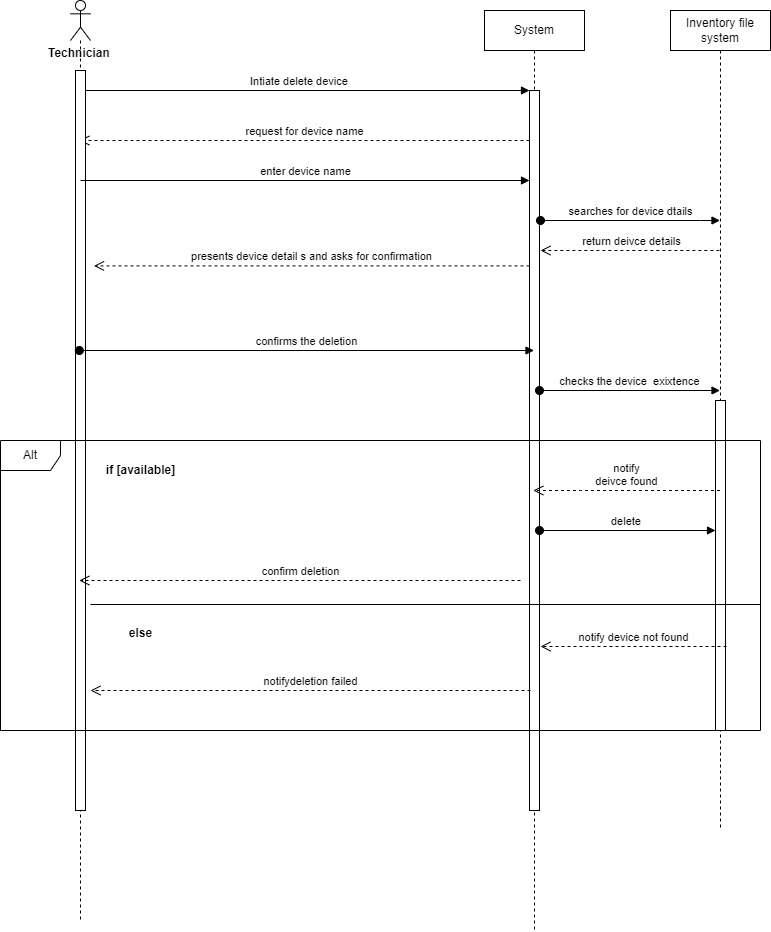 Technician
System
Inventory file
system
Intiate delete device
request for device name
enter device name
searches for device dtails
return deivce details
presents device detail s and asks for confirmation
confirms the deletion
checks the device  exixtence
Alt
if [available]
notify
deivce found
delete
confirm deletion
else
notify device not found
notifydeletion failed